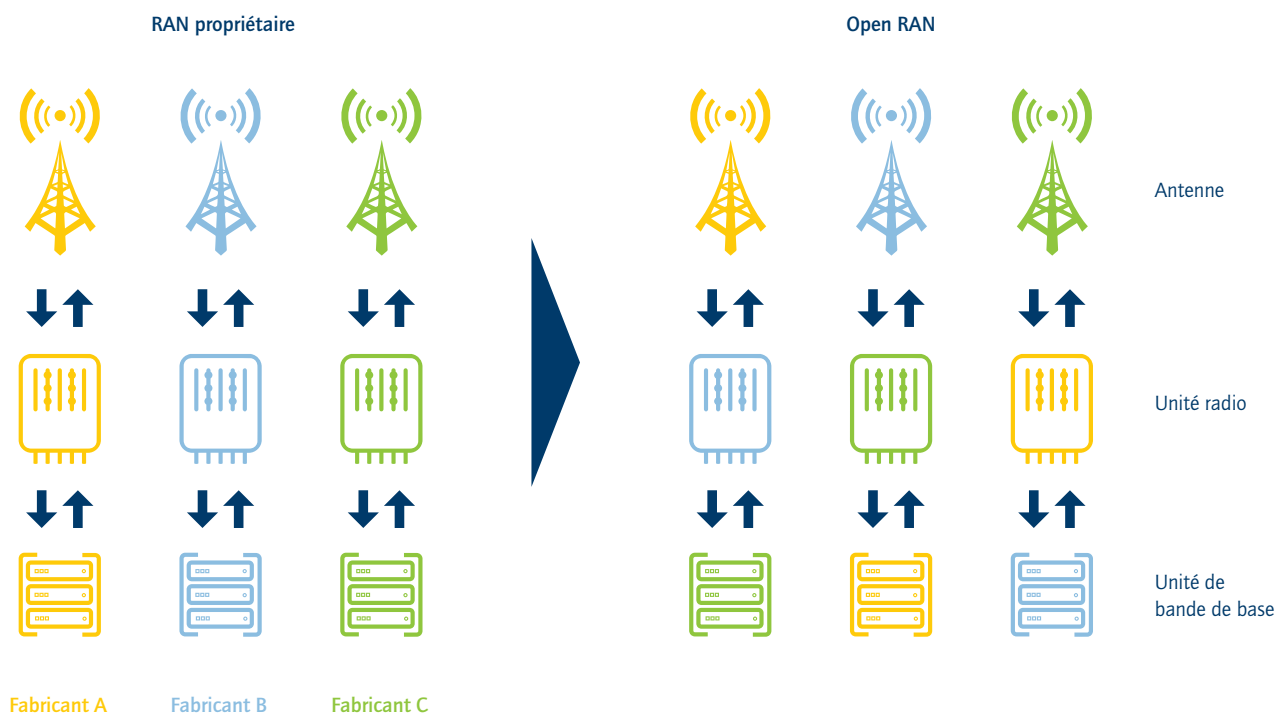 RAN propriétaire
Open RAN
Antenne
Unité radio
Unité de
bande de base
Fabricant A
Fabricant B
Fabricant C